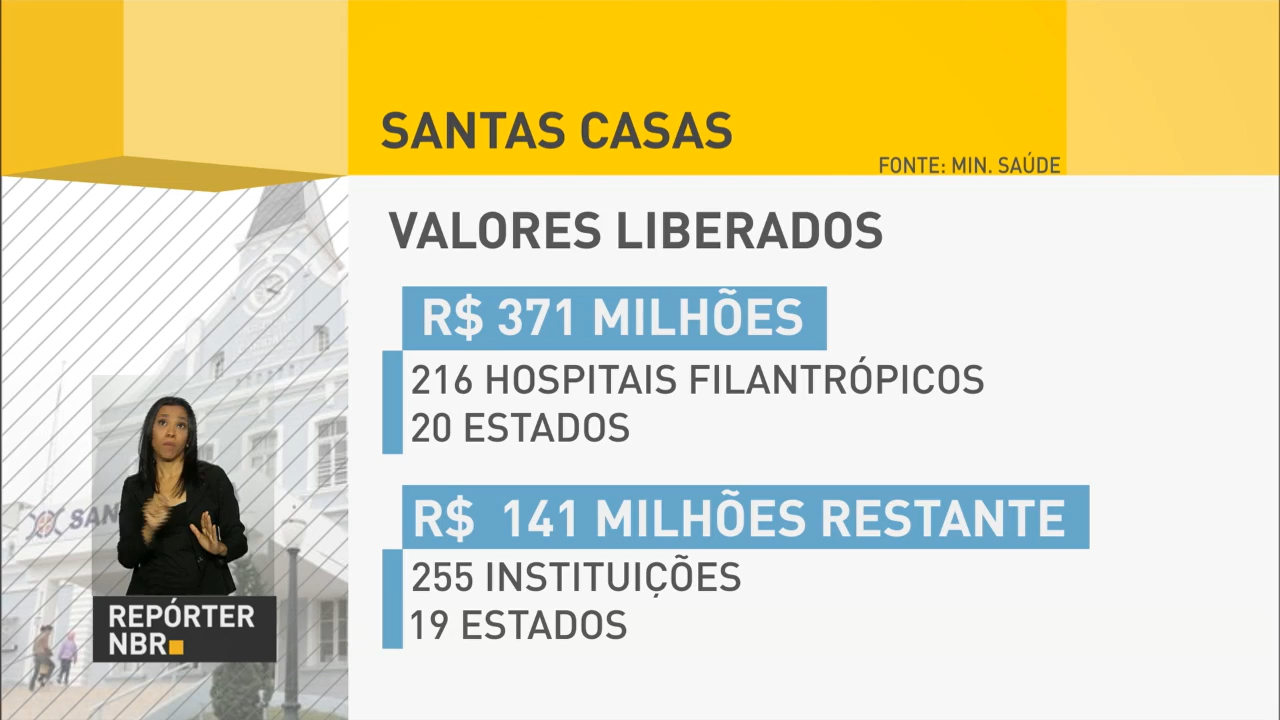 SANTAS CASAS
FONTE: MIN. SAÚDE
VALORES LIBERADOS
R$ 371 MILHÕES
216 HOSPITAIS FILANTRÓPICOS
20 ESTADOS
R$ 141 MILHÕES RESTANTE
255 INSTITUIÇÕES
19 ESTADOS
SAN
REPÓRTER
NBR